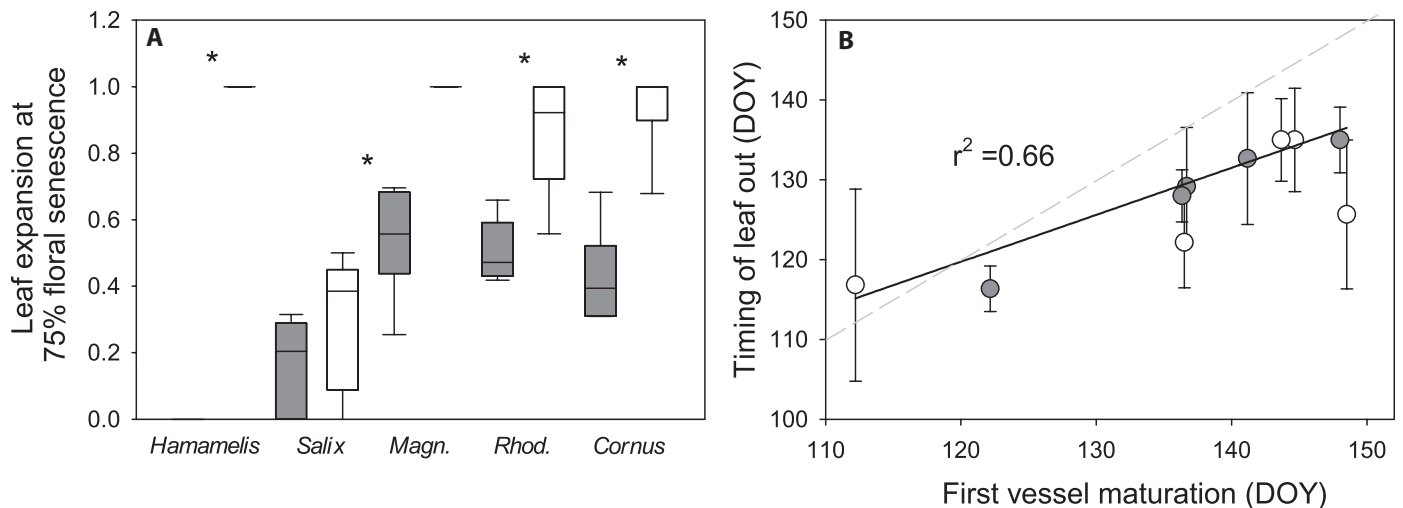 A
Leaf expansion at
75% floral senescence
1.2
1.0
0.8
0.6
0.4
0.2
0.0
*
*
*
*
Hamamelis Salix Magn. Rhod. Cornus
B
Timing of leaf out (DOY)
150
140
130
120
110
100
r² =0.66
110 120 130 140 150
First vessel maturation (DOY)